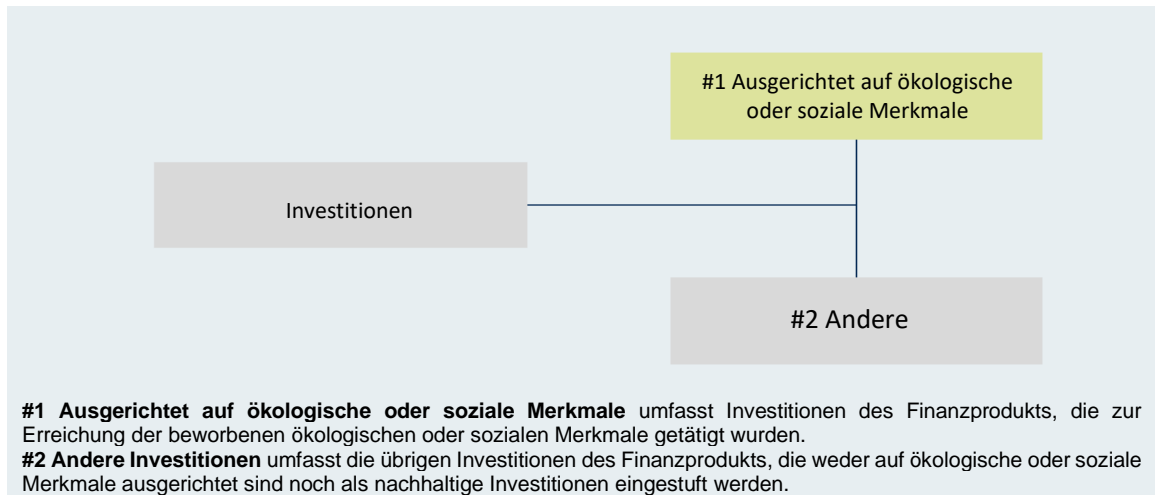 #1 Ausgerichtet auf ökologische
oder soziale Merkmale
Investitionen
#2 Andere
#1 Ausgerichtet auf ökologische oder soziale Merkmale umfasst Investitionen des Finanzprodukts, die zur
Erreichung der beworbenen ökologischen oder sozialen Merkmale getätigt wurden.
#2 Andere Investitionen umfasst die übrigen Investitionen des Finanzprodukts, die weder auf ökologische oder soziale
Merkmale ausgerichtet sind noch als nachhaltige Investitionen eingestuft werden.